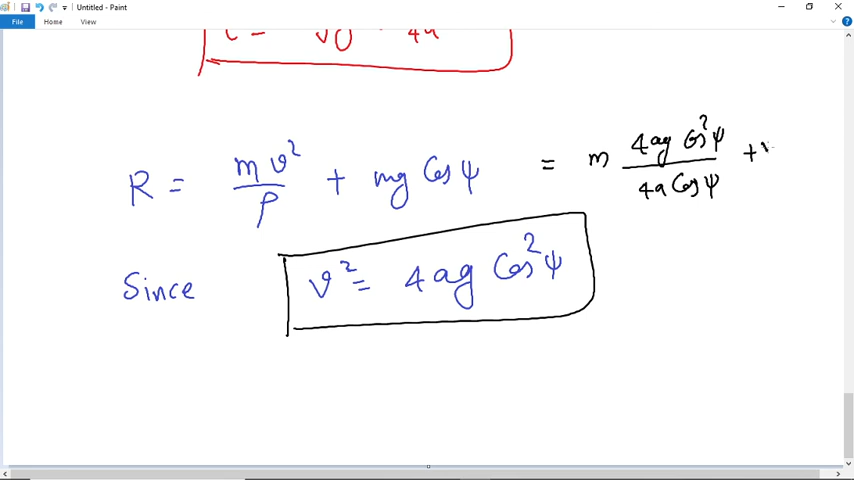 Untitled - Paint
File Home View
R = mv²/ρ + mg Cos ψ = m 4ag Cos²ψ / 4a Cos ψ +
Since v² = 4ag Cos²ψ